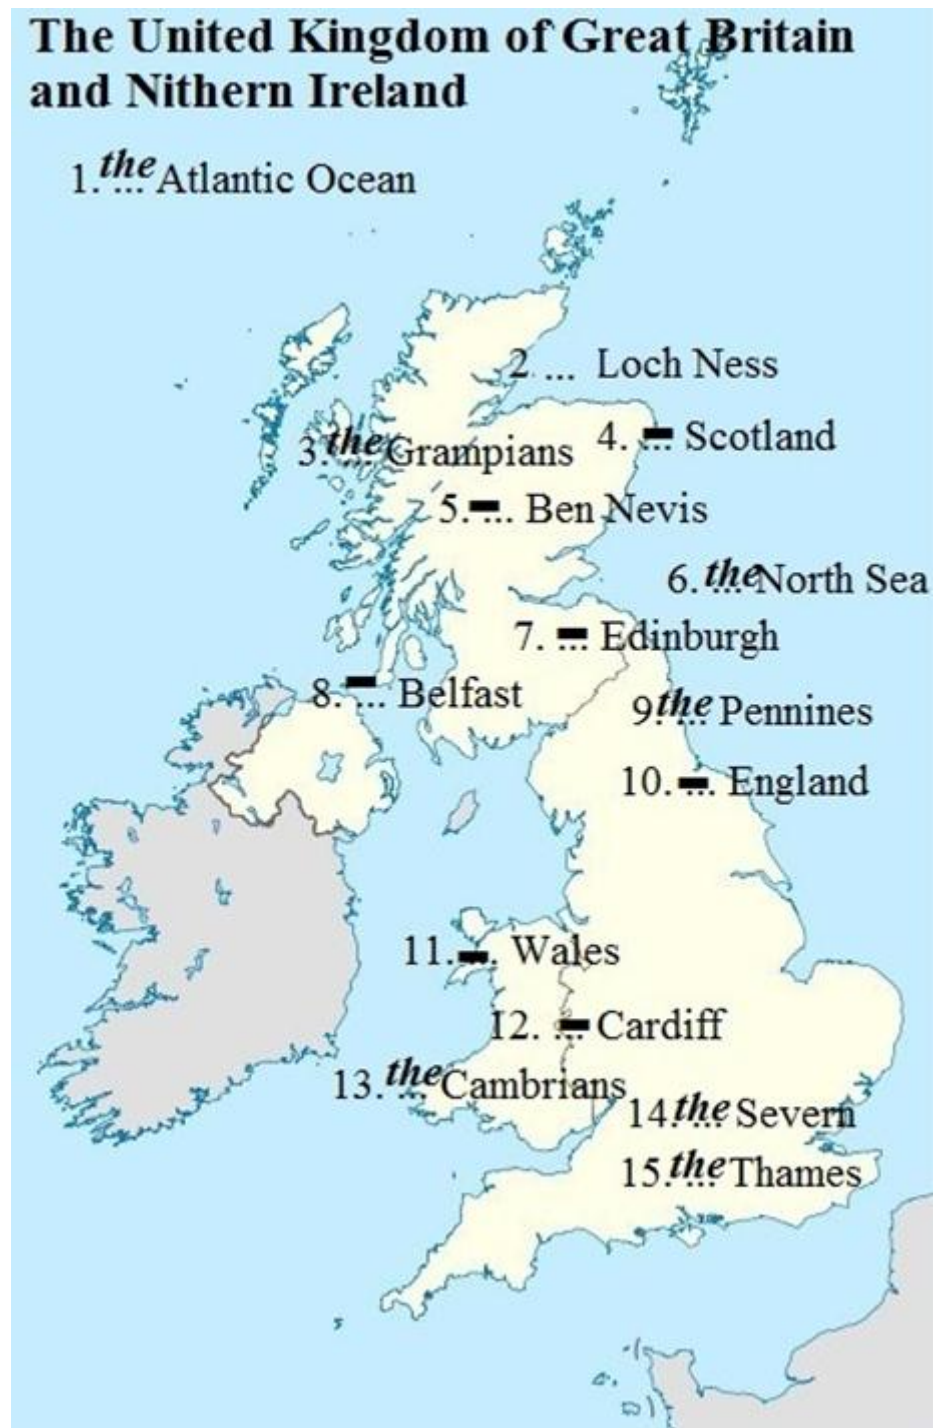 The United Kingdom of Great Britain
and Nithern Ireland
1. the ... Atlantic Ocean
2 ... Loch Ness
3. the ... Grampians
4. – ... Scotland
5. – ... Ben Nevis
6. the ... North Sea
7. – ... Edinburgh
8. – ... Belfast
9. the ... Pennines
10. – ... England
11. – ... Wales
12. – ... Cardiff
13. the ... Cambrians
14. the ... Severn
15. the ... Thames